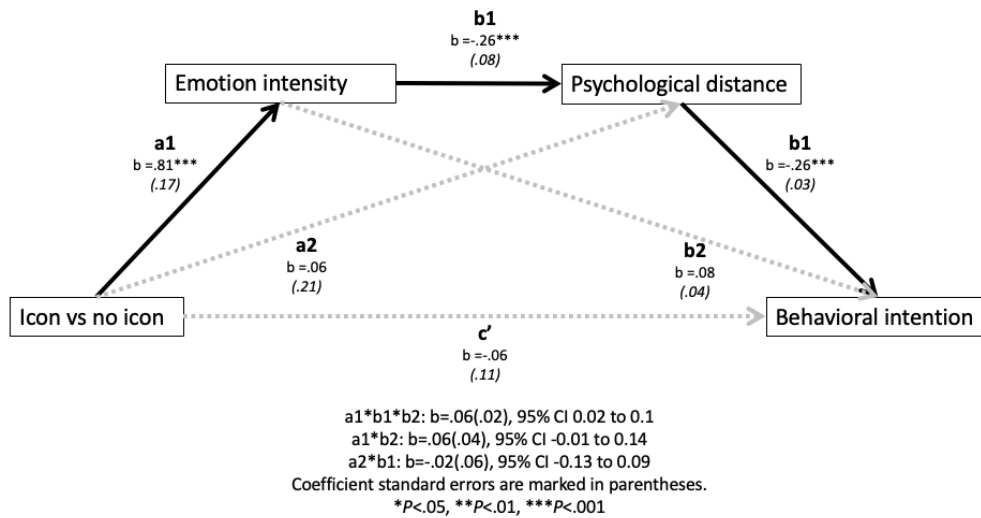 b1
b =-.26***
(.08)
Emotion intensity
Psychological distance
a1
b =.81***
(.17)
b1
b =-.26***
(.03)
a2
b =.06
(.21)
b2
b =.08
(.04)
Icon vs no icon
Behavioral intention
c’
b =-.06
(.11)
a1*b1*b2: b=.06(.02), 95% CI 0.02 to 0.1
a1*b2: b=.06(.04), 95% CI -0.01 to 0.14
a2*b1: b=-.02(.06), 95% CI -0.13 to 0.09
Coefficient standard errors are marked in parentheses.
*P<.05, **P<.01, ***P<.001